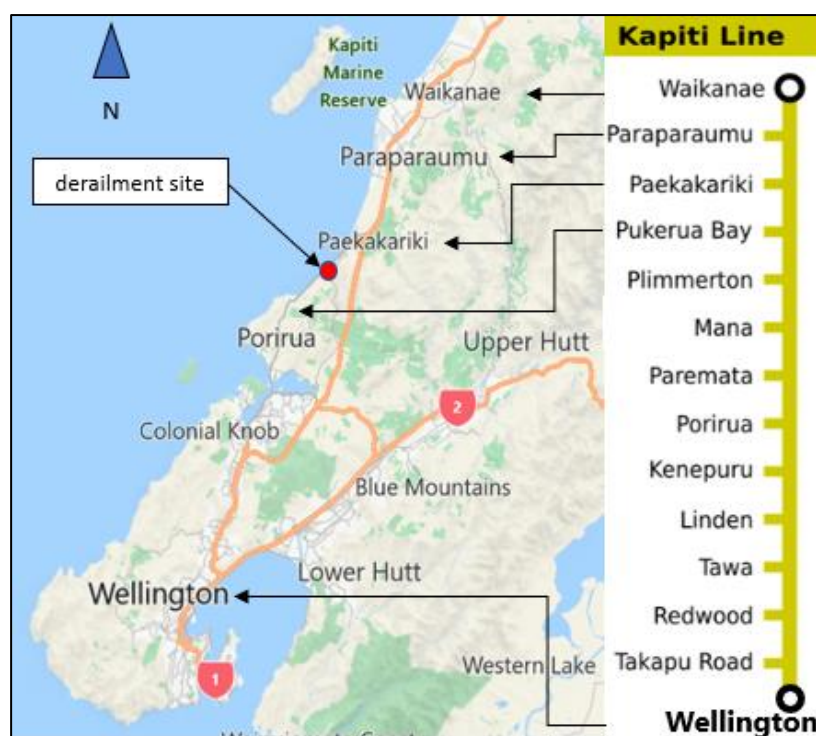 N
Kapiti
Marine
Reserve
Waikanae
Paraparaumu
derailment site
Paekakariki
Porirua
Upper Hutt
2
Colonial Knob
Blue Mountains
Lower Hutt
Wellington
Western Lake
1
Kapiti Line
Waikanae
Paraparaumu
Paekakariki
Pukerua Bay
Plimmerton
Mana
Paremata
Porirua
Kenepuru
Linden
Tawa
Redwood
Takapu Road
Wellington